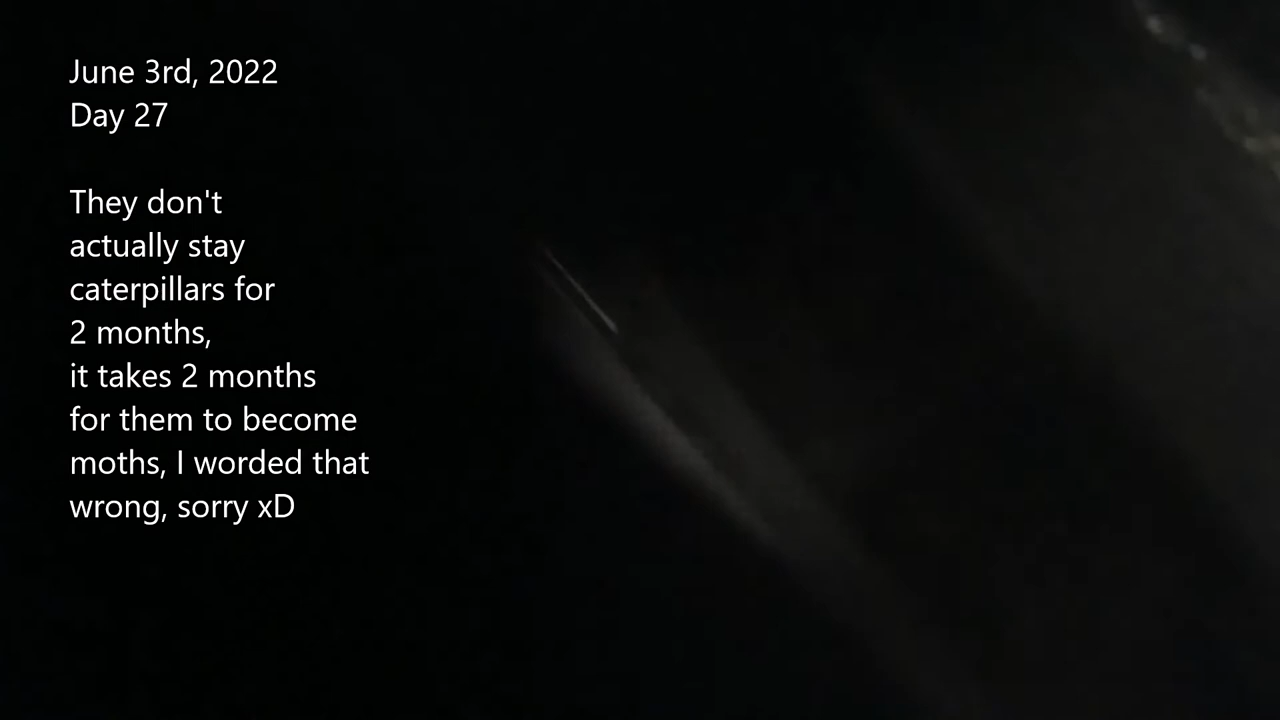 June 3rd, 2022
Day 27
They don't
actually stay
caterpillars for
2 months,
it takes 2 months
for them to become
moths, I worded that
wrong, sorry xD